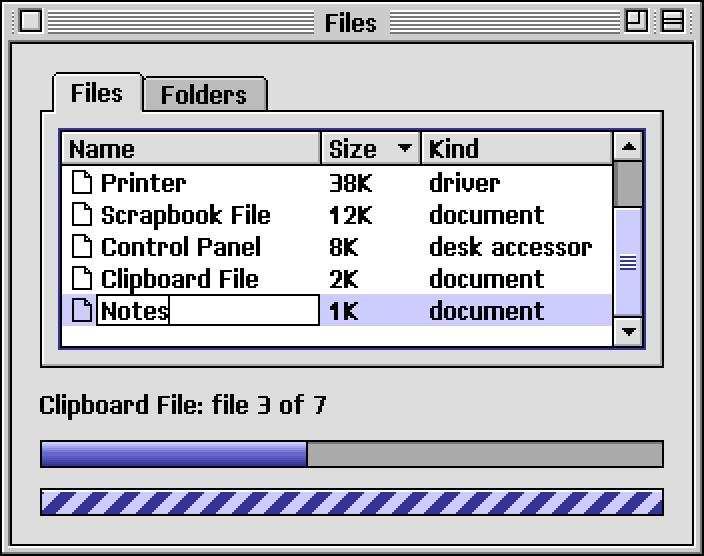 Files
Files Folders
Name Size Kind
Printer 38K driver
Scrapbook File 12K document
Control Panel 8K desk accessor
Clipboard File 2K document
Notes 1K document
Clipboard File: file 3 of 7